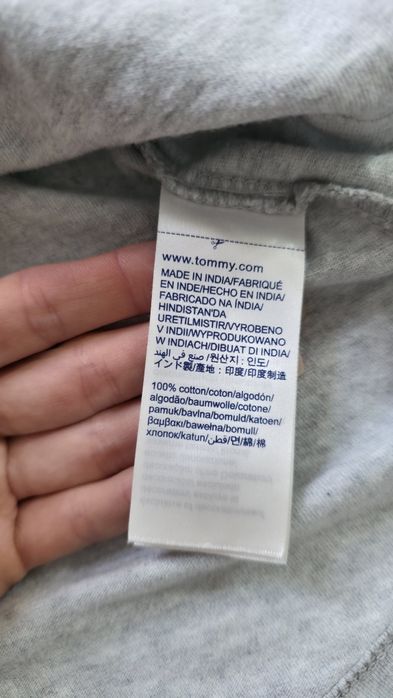 www.tommy.com
MADE IN INDIA/FABRIQUÉ
EN INDE/HECHO EN INDIA/
FABRICADO NA ÍNDIA/
HINDISTAN'DA
URETILMISTIR/VYROBENO
V INDII/WYPRODUKOWANO
W INDIACH/DIBUAT DI INDIA/
صنع في الهند/원산지 : 인도/
インド製/產地 : 印度/印度制造
100% cotton/coton/algodón/
algodão/baumwolle/cotone/
pamuk/bavlna/bomuld/katoen/
βαμβακι/bawełna/bomull/
хлопок/katun/قطن/면/綿/棉